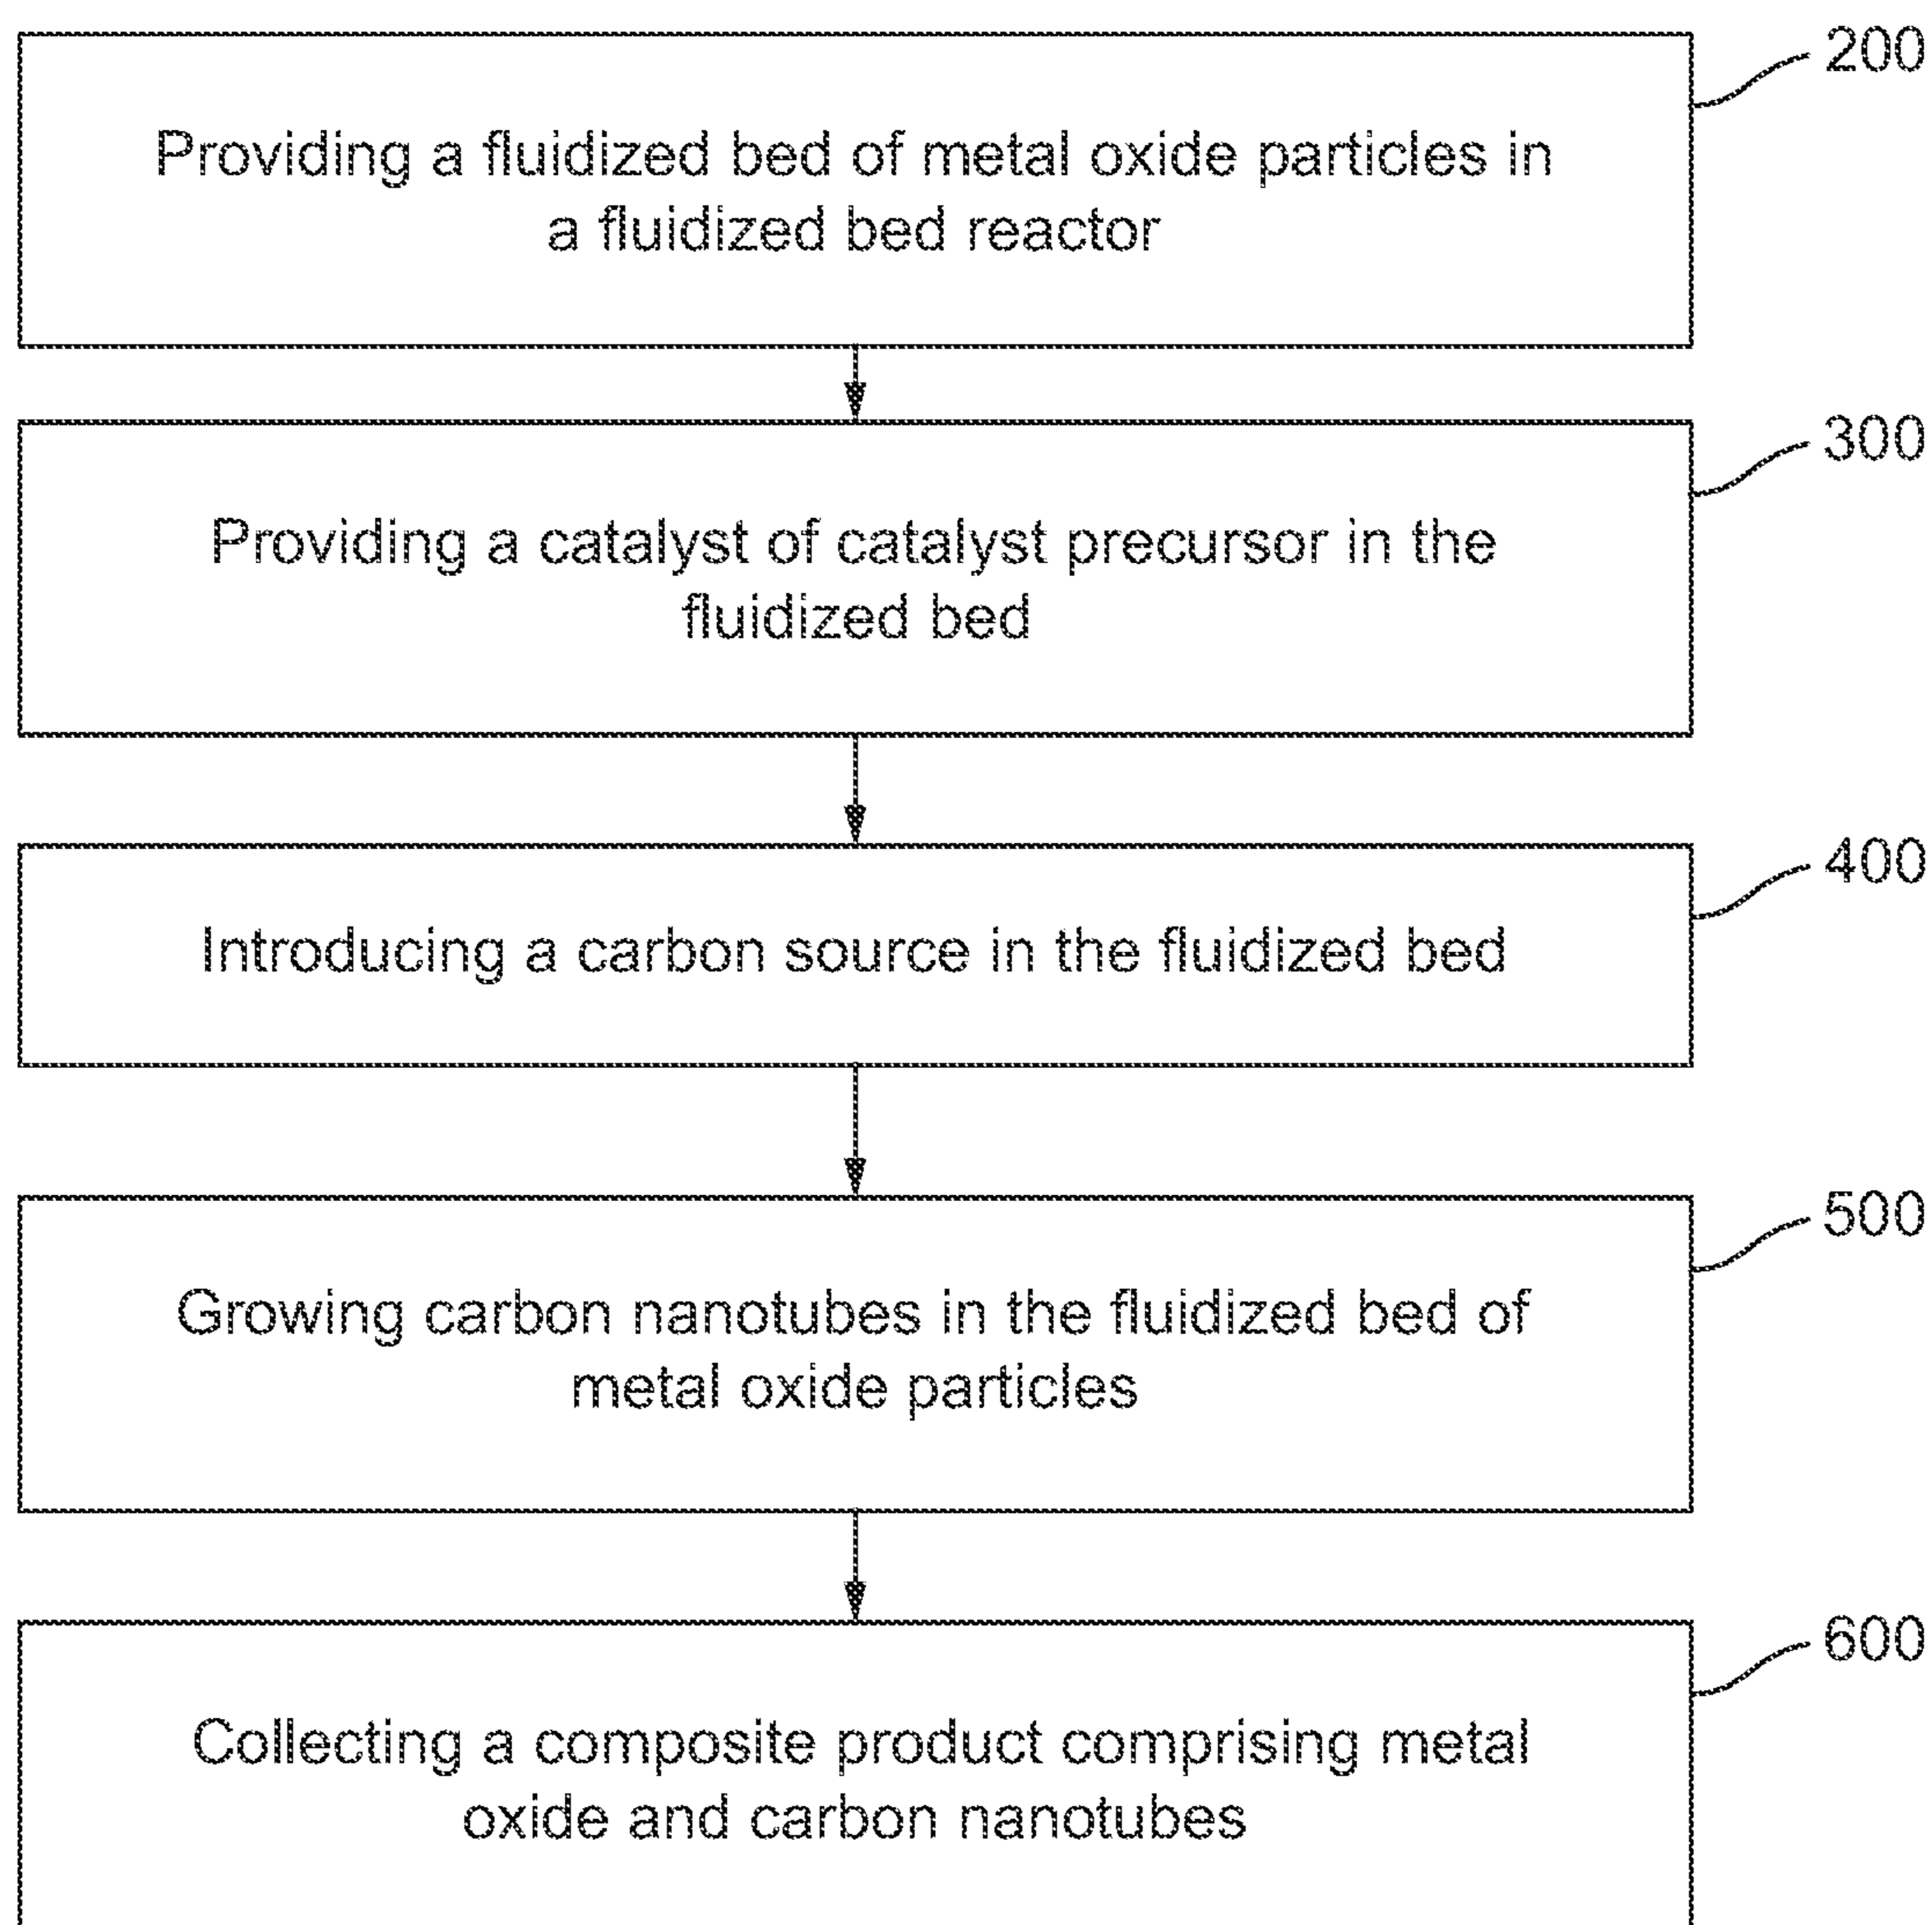 200
Providing a fluidized bed of metal oxide particles in
a fluidized bed reactor
300
Providing a catalyst of catalyst precursor in the
fluidized bed
400
Introducing a carbon source in the fluidized bed
500
Growing carbon nanotubes in the fluidized bed of
metal oxide particles
600
Collecting a composite product comprising metal
oxide and carbon nanotubes